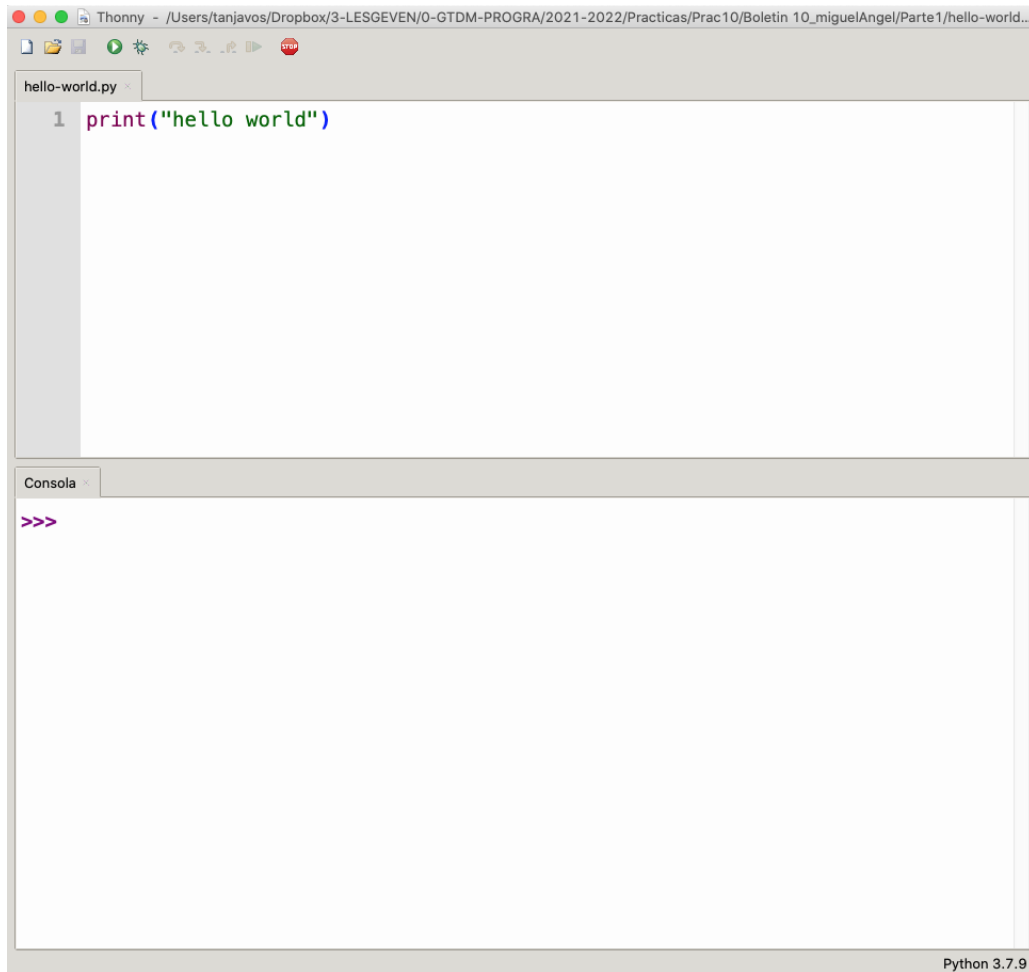 Thonny - /Users/tanjavos/Dropbox/3-LESGEVEN/0-GTDM-PROGRA/2021-2022/Practicas/Prac10/Boletin 10_miguelAngel/Parte1/hello-world...
STOP
hello-world.py ×
1 print("hello world")
Consola ×
>>>
Python 3.7.9